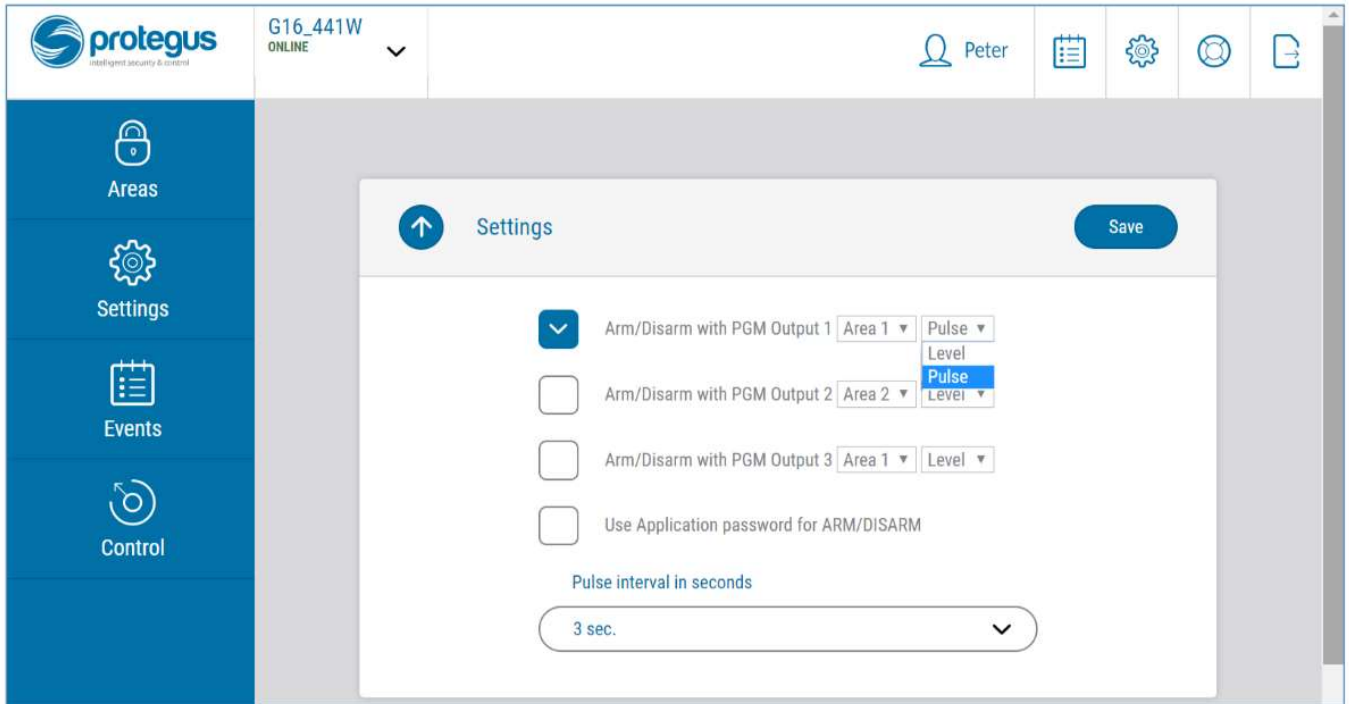 protegus
intelligent security & control
G16_441W
ONLINE
Peter
Areas
Settings
Events
Control
Settings
Save
Arm/Disarm with PGM Output 1 Area 1 Pulse
Level
Pulse
Arm/Disarm with PGM Output 2 Area 2 Level
Arm/Disarm with PGM Output 3 Area 1 Level
Use Application password for ARM/DISARM
Pulse interval in seconds
3 sec.